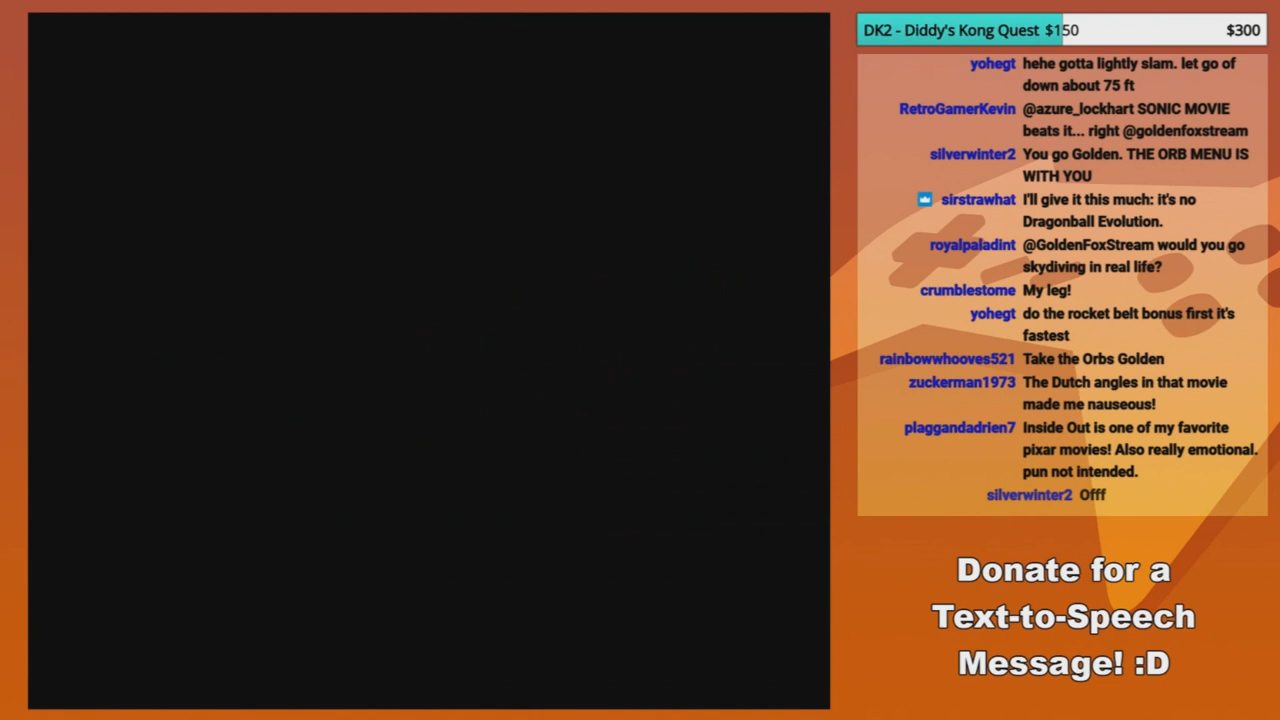 DK2 - Diddy's Kong Quest $150 $300
yohegt hehe gotta lightly slam. let go of
down about 75 ft
RetroGamerKevin @azure_lockhart SONIC MOVIE
beats it... right @goldenfoxstream
silverwinter2 You go Golden. THE ORB MENU IS
WITH YOU
sirstrawhat I'll give it this much: it's no
Dragonball Evolution.
royalpaladint @GoldenFoxStream would you go
skydiving in real life?
crumblestome My leg!
yohegt do the rocket belt bonus first it's
fastest
rainbowwhooves521 Take the Orbs Golden
zuckerman1973 The Dutch angles in that movie
made me nauseous!
plaggandadrien7 Inside Out is one of my favorite
pixar movies! Also really emotional.
pun not intended.
silverwinter2 Offf
Donate for a
Text-to-Speech
Message! :D